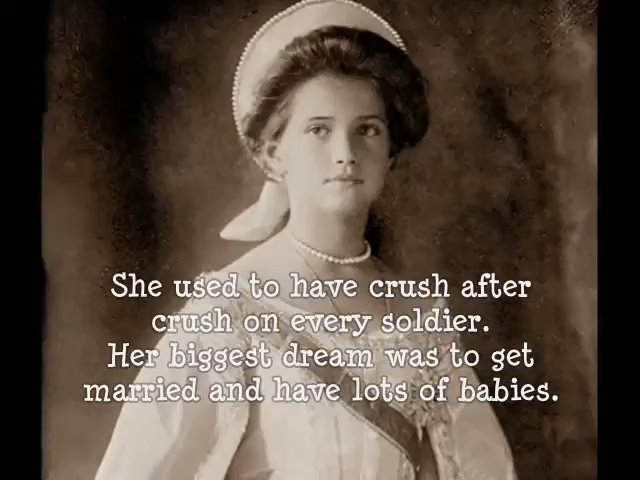 She used to have crush after
crush on every soldier.
Her biggest dream was to get
married and have lots of babies.